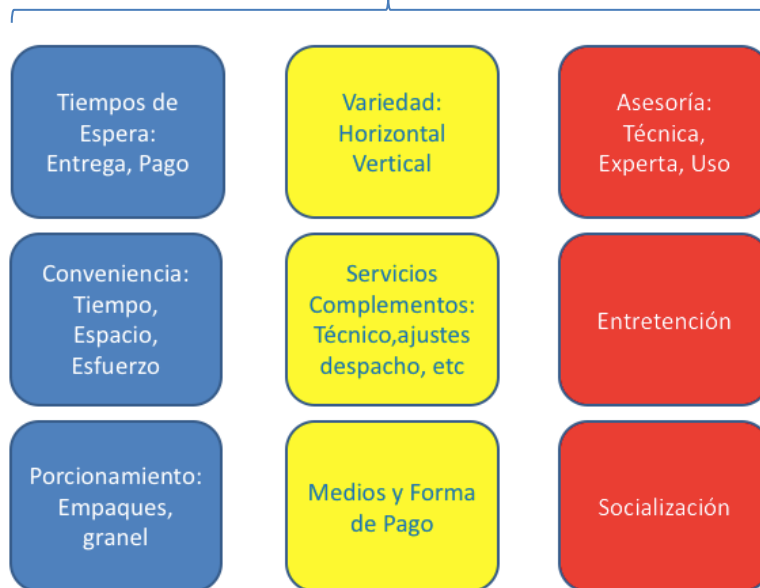 Tiempos de
Espera:
Entrega, Pago
Variedad:
Horizontal
Vertical
Asesoría:
Técnica,
Experta, Uso
Conveniencia:
Tiempo,
Espacio,
Esfuerzo
Servicios
Complementos:
Técnico,ajustes
despacho, etc
Entretención
Porcionamiento:
Empaques,
granel
Medios y Forma
de Pago
Socialización